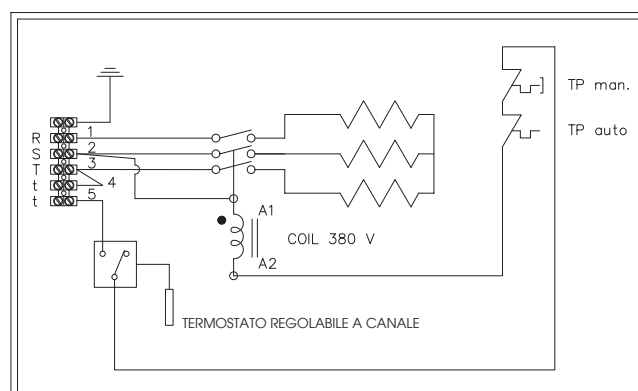 TP man.
TP auto
R
1
S
2
T
3
t
4
t
5
A1
COIL 380 V
A2
TERMOSTATO REGOLABILE A CANALE